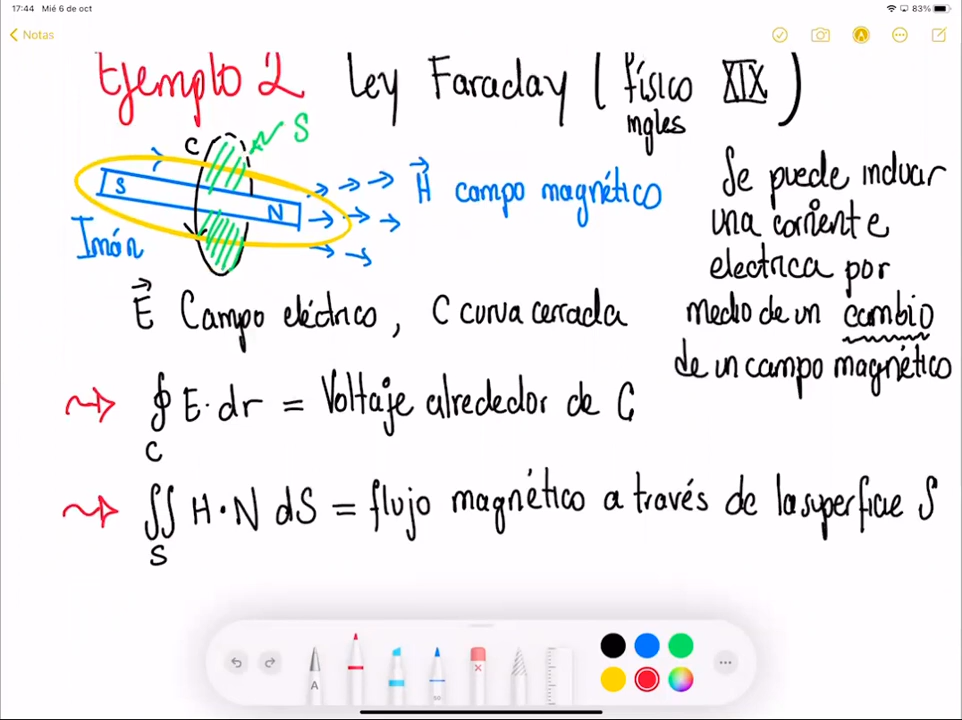 17:44 Mié 6 de oct
83%
Notas
Ejemplo 2 Ley Faraday (físico XIX)
ingles
C
S
S
N
Imán
H campo magnético
Se puede inducir
una corriente
electrica por
medio de un cambio
de un campo magnético
E Campo eléctrico, C curva cerrada
∮ E·dr = Voltaje alrededor de C
C
∬ H·N dS = flujo magnético a través de la superficie S
S
A
50